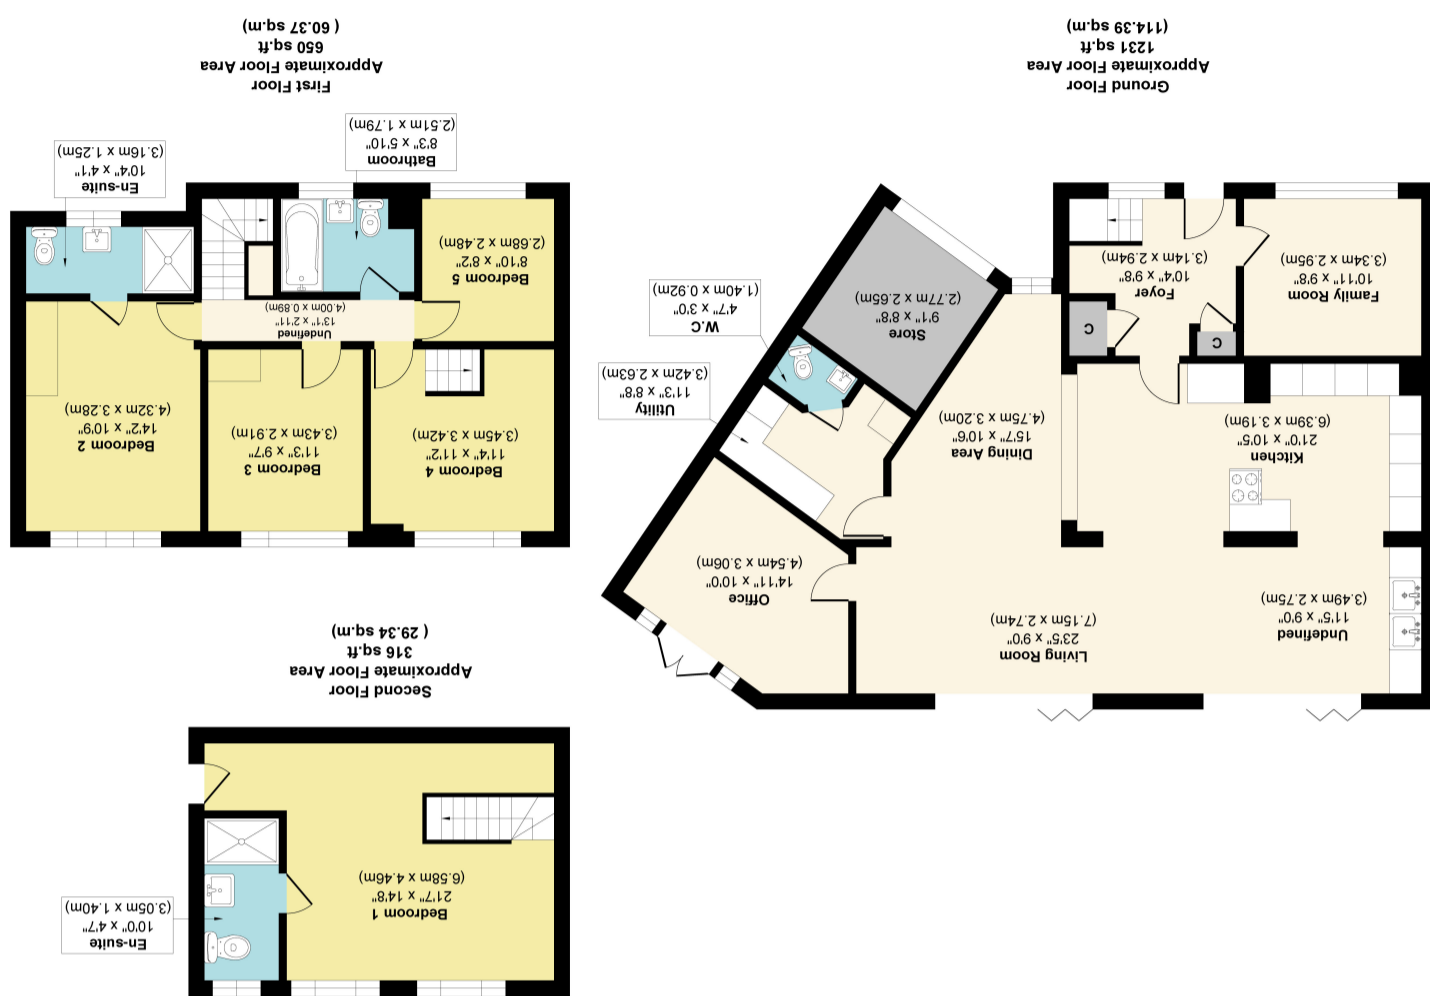 Second Floor
Approximate Floor Area
316 sq.ft
( 29.34 sq.m)
En-suite
10'0" x 4'7"
(3.05m x 1.40m)
Bedroom 1
21'7" x 14'8
(6.58m x 4.46m)
Living Room
23'5" x 9'0"
(7.15m x 2.74m)
Undefined
11'5" x 9'0"
(3.49m x 2.75m)
Office
14'11" x 10'0"
(4.54m x 3.06m)
Kitchen
21'0" x 10'5"
(6.39m x 3.19m)
Dining Area
15'7" x 10'6
(4.75m x 3.20m)
Utility
11'3" x 8'8"
(3.42m x 2.63m)
W.C
4'7" x 3'0"
(1.40m x 0.92m)
Store
9'1" x 8'8
(2.77m x 2.65m)
C
C
Foyer
10'4" x 9'8
(3.14m x 2.94m)
Family Room
10'11" x 9'8"
(3.34m x 2.95m)
Ground Floor
Approximate Floor Area
1231 sq.ft
(114.39 sq.m)
Bedroom 4
11'4" x 11'2"
(3.45m x 3.42m)
Bedroom 3
11'3" x 9'7"
(3.43m x 2.91m)
Bedroom 2
14'2" x 10'9
(4.32m x 3.28m)
Undefined
13'1" x 2'11"
(4.00m x 0.89m)
Bedroom 5
8'10" x 8'2"
(2.68m x 2.48m)
En-suite
10'4" x 4'1"
(3.16m x 1.25m)
Bathroom
8'3" x 5'10"
(2.51m x 1.79m)
First Floor
Approximate Floor Area
650 sq.ft
( 60.37 sq.m)